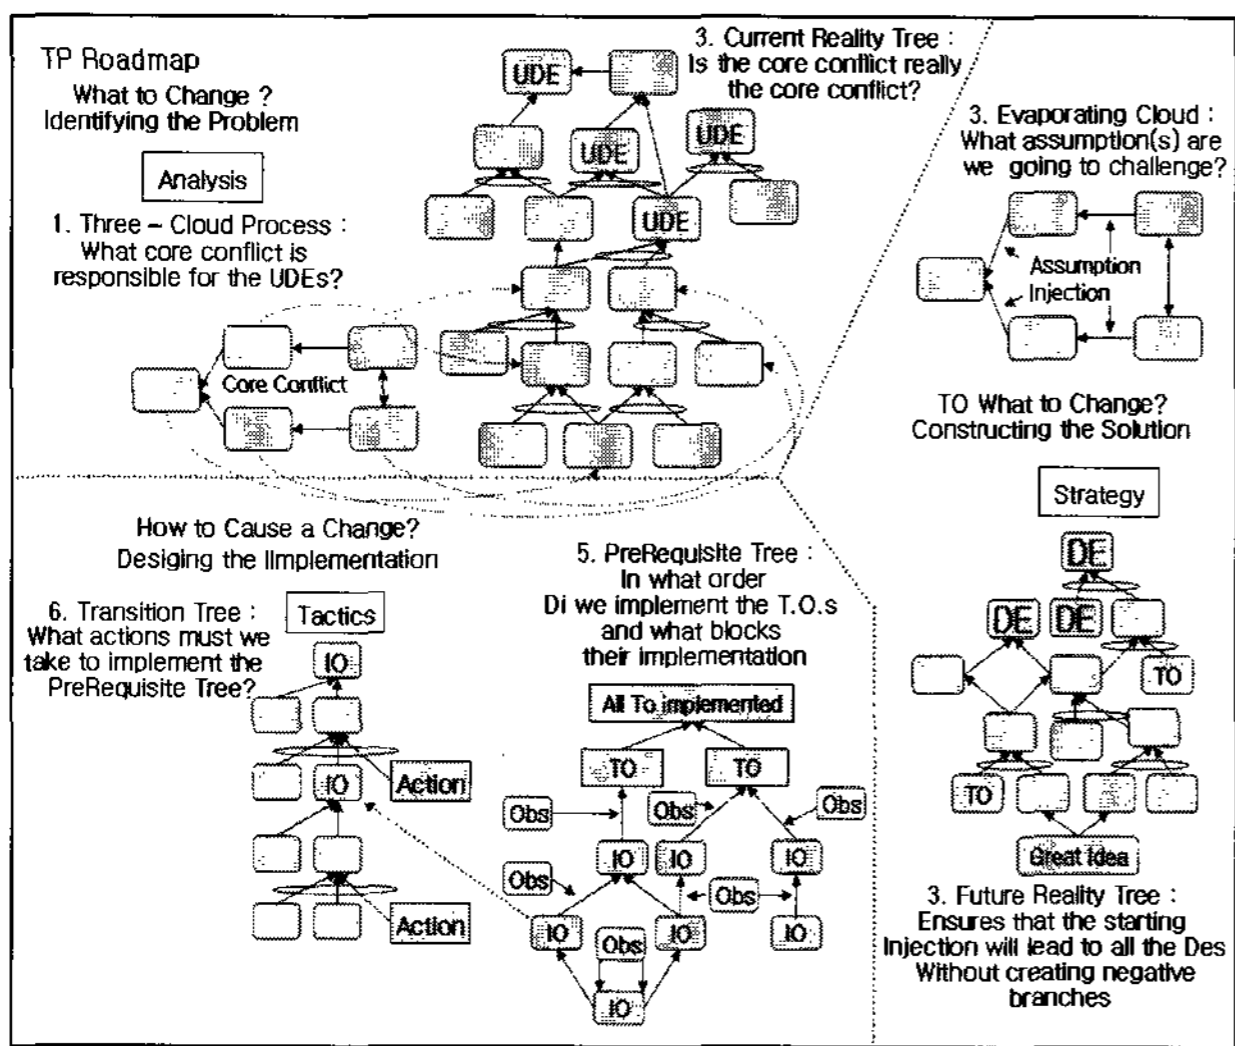 TP Roadmap
What to Change ?
Identifying the Problem
Analysis
1. Three - Cloud Process :
What core conflict is
responsible for the UDEs?
Core Conflict
3. Current Reality Tree :
Is the core conflict really
the core conflict?
UDE
UDE
UDE
UDE
3. Evaporating Cloud :
What assumption(s) are
we going to challenge?
Assumption
Injection
TO What to Change?
Constructing the Solution
Strategy
DE
DE
DE
TO
TO
Great Idea
3. Future Reality Tree :
Ensures that the starting
Injection will lead to all the Des
Without creating negative
branches
How to Cause a Change?
Desiging the IImplementation
6. Transition Tree :
What actions must we
take to implement the
PreRequisite Tree?
Tactics
IO
IO
Action
Action
5. PreRequisite Tree :
In what order
Di we implement the T.O.s
and what blocks
their implementation
All To implemented
TO
TO
Obs
Obs
Obs
IO
IO
IO
Obs
Obs
IO
IO
IO
Obs
IO